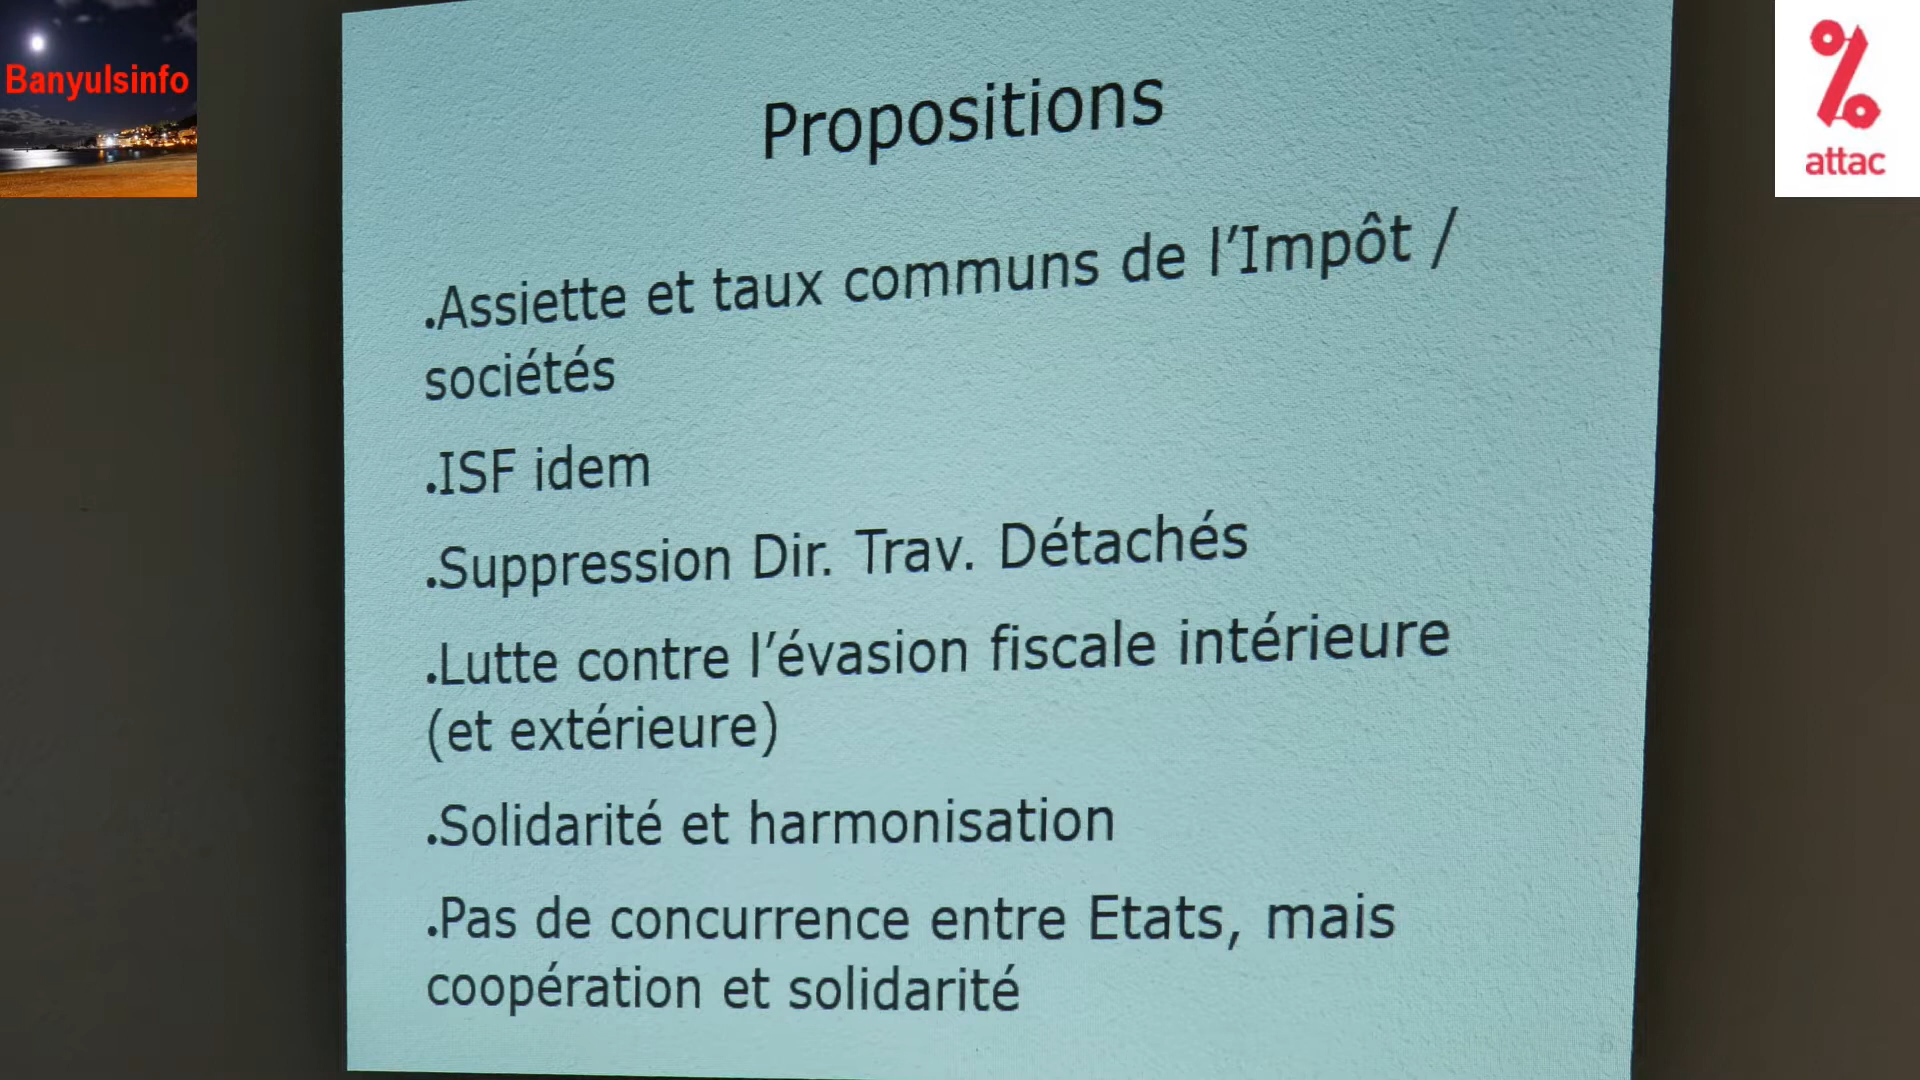 Banyulsinfo
attac
Propositions
.Assiette et taux communs de l'Impôt /
sociétés
.ISF idem
.Suppression Dir. Trav. Détachés
.Lutte contre l'évasion fiscale intérieure
(et extérieure)
.Solidarité et harmonisation
.Pas de concurrence entre Etats, mais
coopération et solidarité